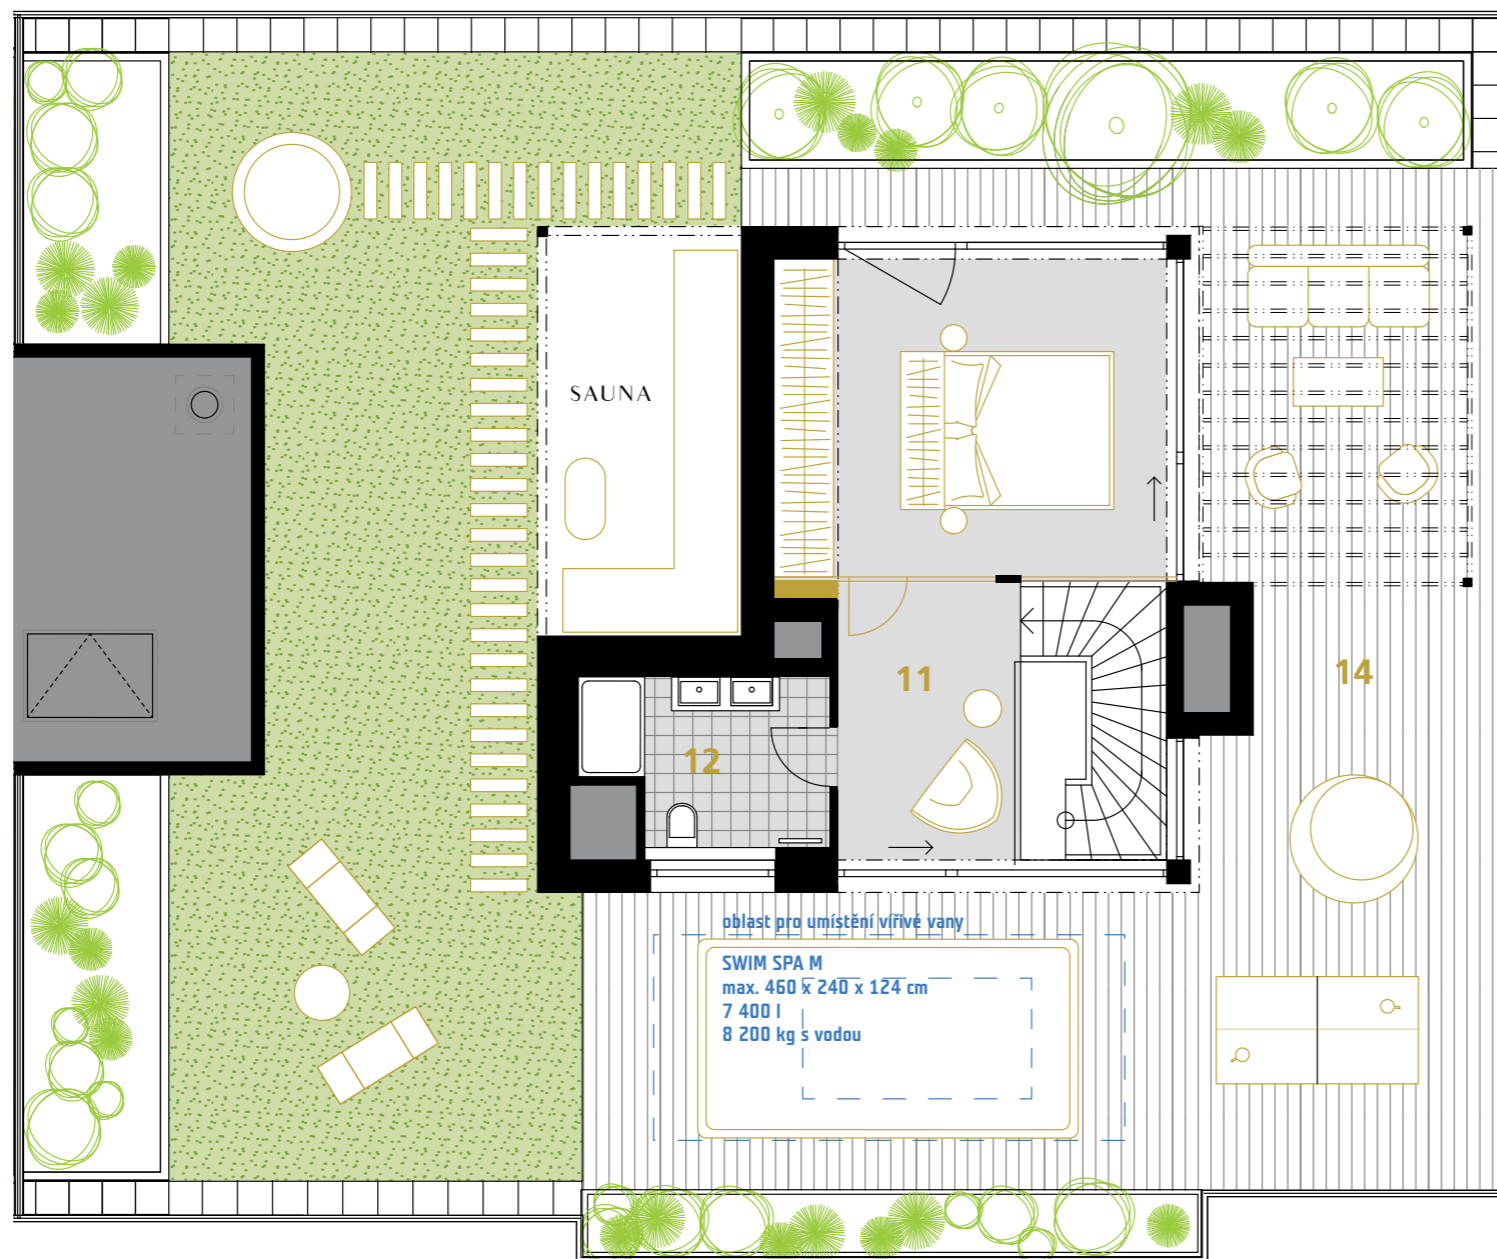 SAUNA
11
14
12
oblast pro umístění vířivé vany
SWIM SPA M
max. 460 x 240 x 124 cm
7 400 l
8 200 kg s vodou